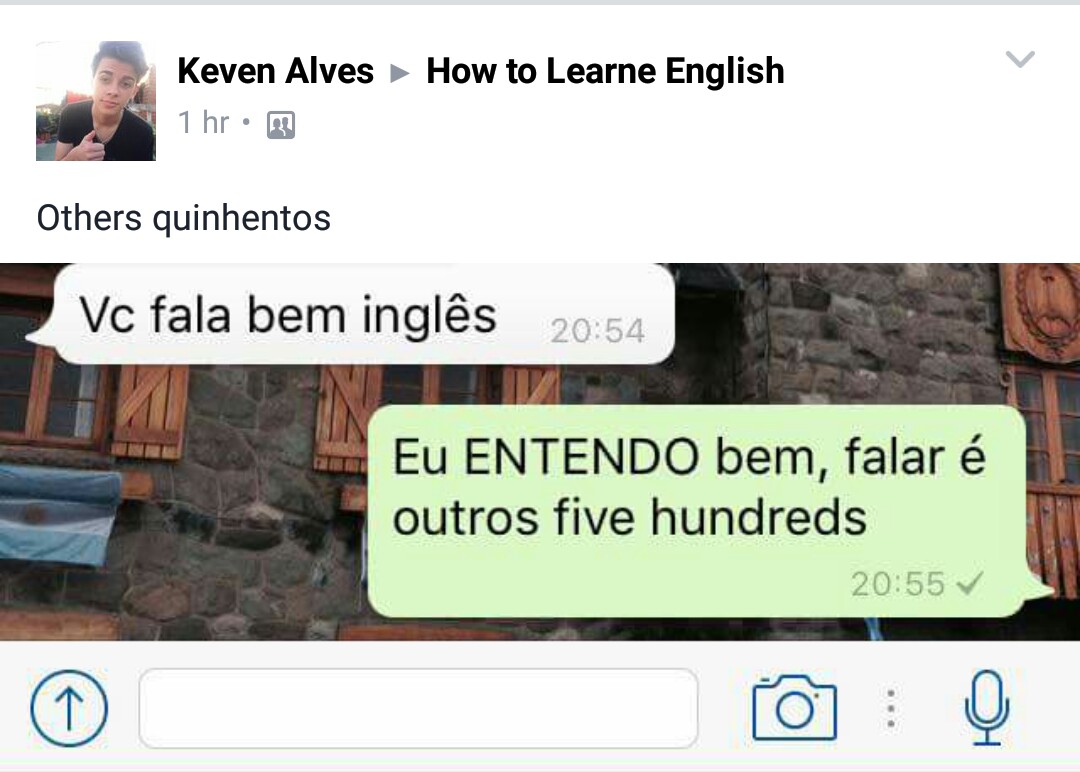 Keven Alves ▶ How to Learne English
1 hr •
Others quinhentos
Vc fala bem inglês 20:54
Eu ENTENDO bem, falar é
outros five hundreds
20:55